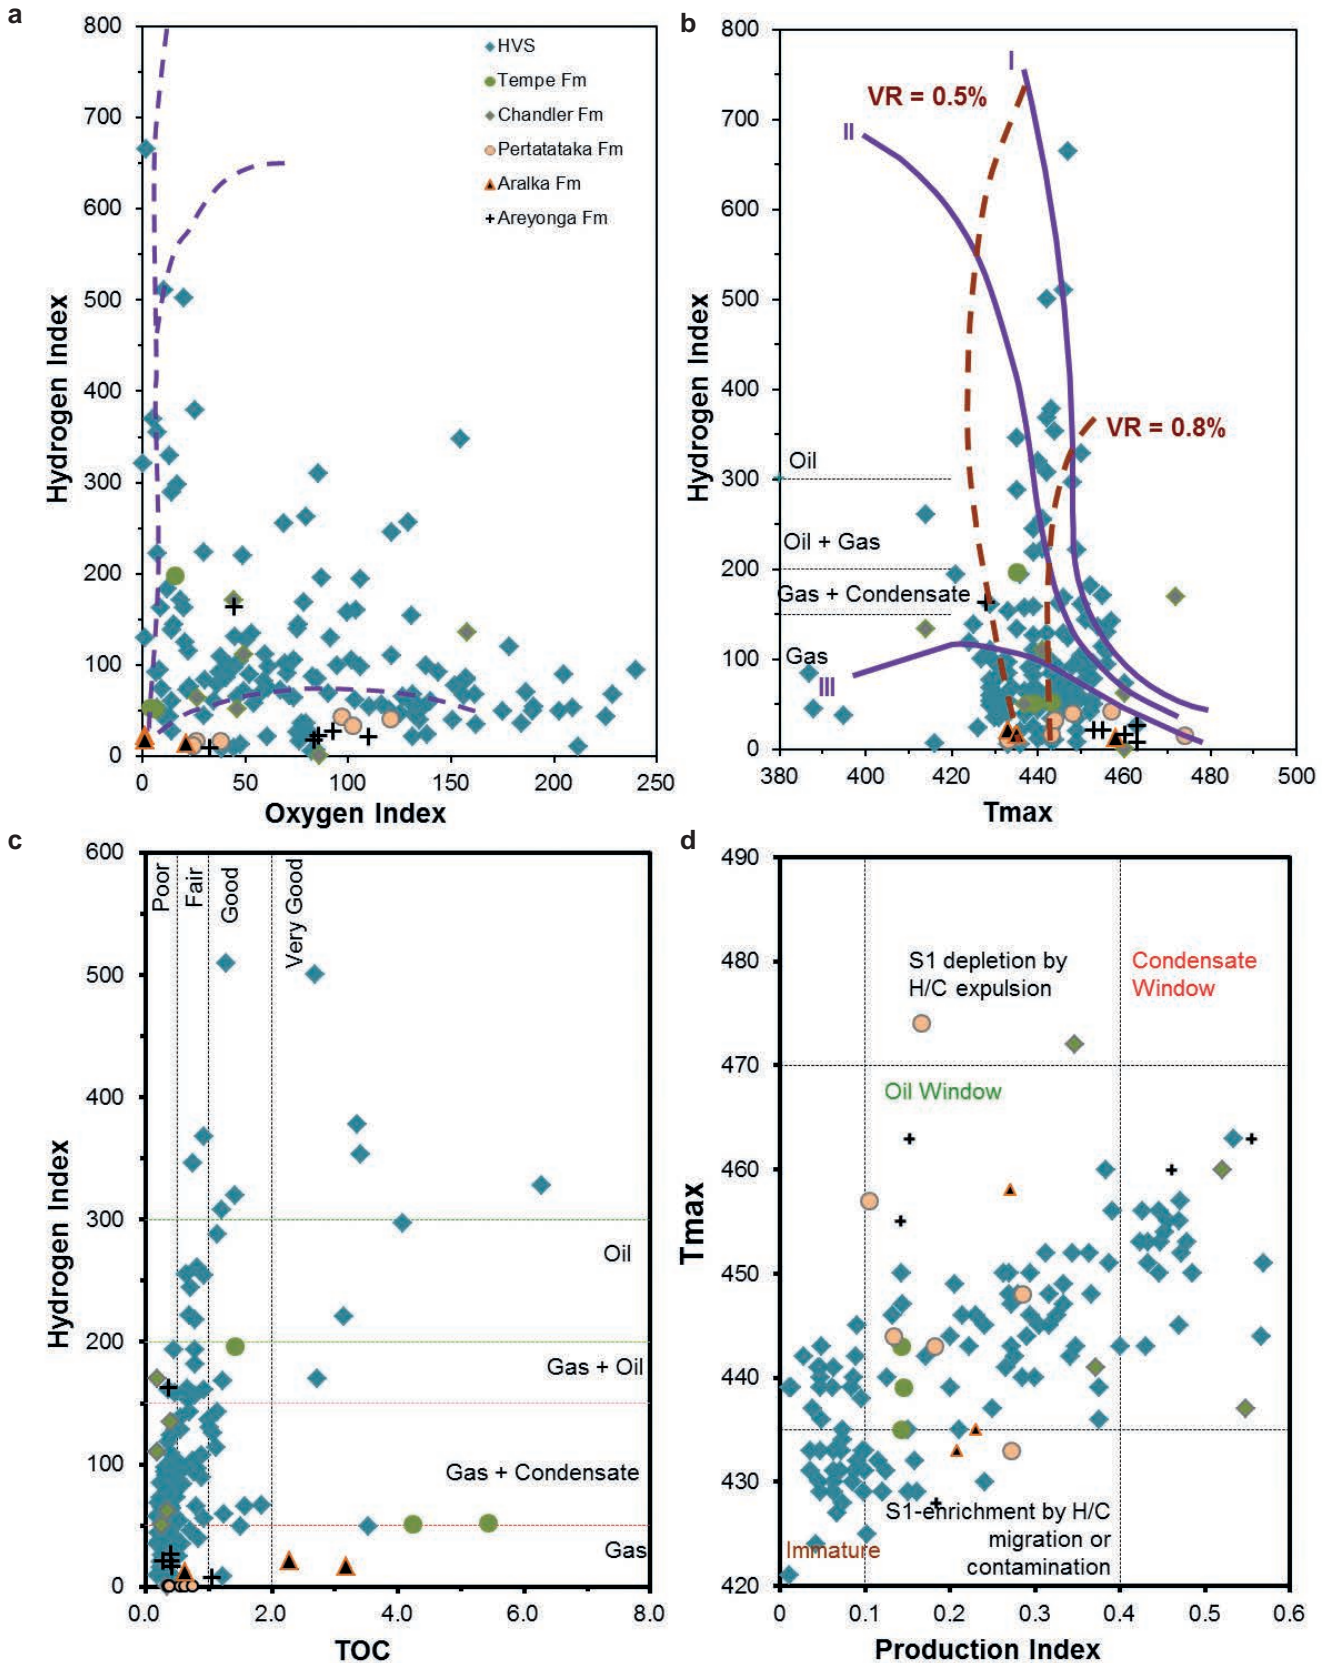 a
800
700
600
500
400
300
200
100
0
0
50
100
150
200
250
Hydrogen Index
Oxygen Index
HVS
Tempe Fm
Chandler Fm
Pertatataka Fm
Aralka Fm
Areyonga Fm
b
800
700
600
500
400
300
200
100
0
380
400
420
440
460
480
500
Hydrogen Index
Tmax
I
VR = 0.5%
II
VR = 0.8%
Oil
Oil + Gas
Gas + Condensate
Gas
III
c
600
500
400
300
200
100
0
0.0
2.0
4.0
6.0
8.0
Hydrogen Index
TOC
Poor
Fair
Good
Very Good
Oil
Gas + Oil
Gas + Condensate
Gas
d
490
480
470
460
450
440
430
420
0
0.1
0.2
0.3
0.4
0.5
0.6
Tmax
Production Index
S1 depletion by
H/C expulsion
Condensate
Window
Oil Window
S1-enrichment by H/C
migration or
contamination
Immature